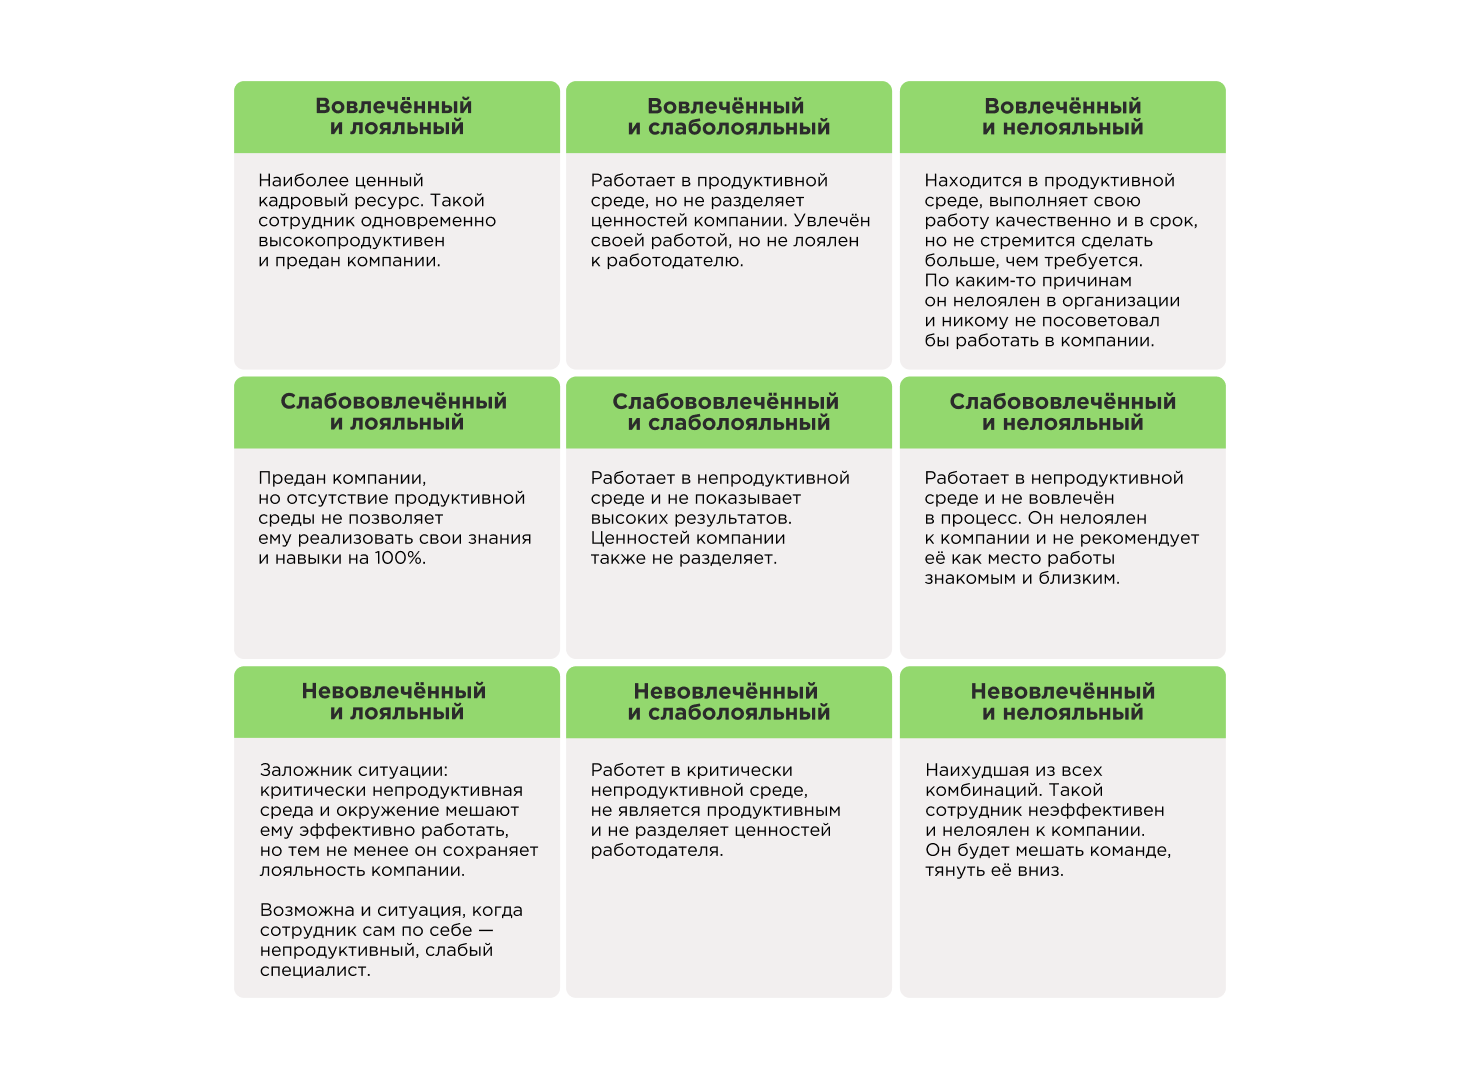 Вовлечённый
и лояльный
Наиболее ценный
кадровый ресурс. Такой
сотрудник одновременно
высокопродуктивен
и предан компании.
Вовлечённый
и слаболояльный
Работает в продуктивной
среде, но не разделяет
ценностей компании. Увлечён
своей работой, но не лоялен
к работодателю.
Вовлечённый
и нелояльный
Находится в продуктивной
среде, выполняет свою
работу качественно и в срок,
но не стремится сделать
больше, чем требуется.
По каким-то причинам
он нелоялен в организации
и никому не посоветовал
бы работать в компании.
Слабововлечённый
и лояльный
Предан компании,
но отсутствие продуктивной
среды не позволяет
ему реализовать свои знания
и навыки на 100%.
Слабововлечённый
и слаболояльный
Работает в непродуктивной
среде и не показывает
высоких результатов.
Ценностей компании
также не разделяет.
Слабововлечённый
и нелояльный
Работает в непродуктивной
среде и не вовлечён
в процесс. Он нелоялен
к компании и не рекомендует
её как место работы
знакомым и близким.
Невовлечённый
и лояльный
Заложник ситуации:
критически непродуктивная
среда и окружение мешают
ему эффективно работать,
но тем не менее он сохраняет
лояльность компании.
Возможна и ситуация, когда
сотрудник сам по себе —
непродуктивный, слабый
специалист.
Невовлечённый
и слаболояльный
Работет в критически
непродуктивной среде,
не является продуктивным
и не разделяет ценностей
работодателя.
Невовлечённый
и нелояльный
Наихудшая из всех
комбинаций. Такой
сотрудник неэффективен
и нелоялен к компании.
Он будет мешать команде,
тянуть её вниз.